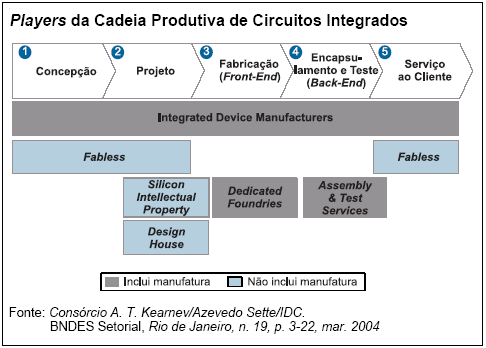 Players da Cadeia Produtiva de Circuitos Integrados
1
2
3
4
5
Concepção
Projeto
Fabricação
(Front-End)
Encapsu-
lamento e Teste
(Back-End)
Serviço
ao Cliente
Integrated Device Manufacturers
Fabless
Fabless
Silicon
Intellectual
Property
Dedicated
Foundries
Assembly
& Test
Services
Design
House
Inclui manufatura
Não inclui manufatura
Fonte: Consórcio A. T. Kearnev/Azevedo Sette/IDC.
BNDES Setorial, Rio de Janeiro, n. 19, p. 3-22, mar. 2004